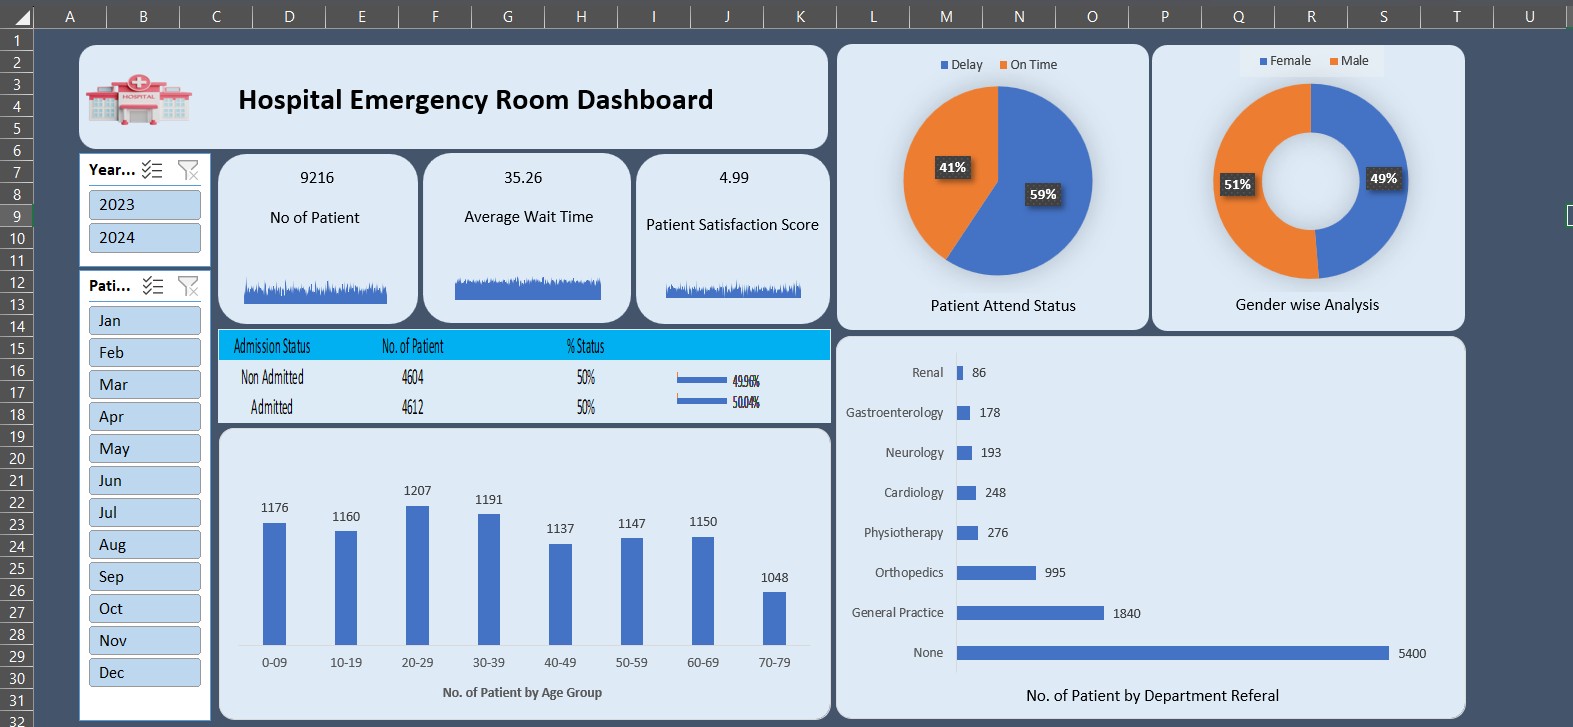 A B C D E F G H I J K L M N O P Q R S T U
1
2
3
4
5
6
7
8
9
10
11
12
13
14
15
16
17
18
19
20
21
22
23
24
25
26
27
28
29
30
31
32
HOSPITAL
Hospital Emergency Room Dashboard
Year...
2023
2024
Pati...
Jan
Feb
Mar
Apr
May
Jun
Jul
Aug
Sep
Oct
Nov
Dec
9216
No of Patient
35.26
Average Wait Time
4.99
Patient Satisfaction Score
Delay On Time
41%
59%
Patient Attend Status
Female Male
51%
49%
Gender wise Analysis
Admission Status No. of Patient % Status
Non Admitted 4604 50% 49.96%
Admitted 4612 50% 50.04%
1176 1160 1207 1191 1137 1147 1150 1048
0-09 10-19 20-29 30-39 40-49 50-59 60-69 70-79
No. of Patient by Age Group
Renal 86
Gastroenterology 178
Neurology 193
Cardiology 248
Physiotherapy 276
Orthopedics 995
General Practice 1840
None 5400
No. of Patient by Department Referal